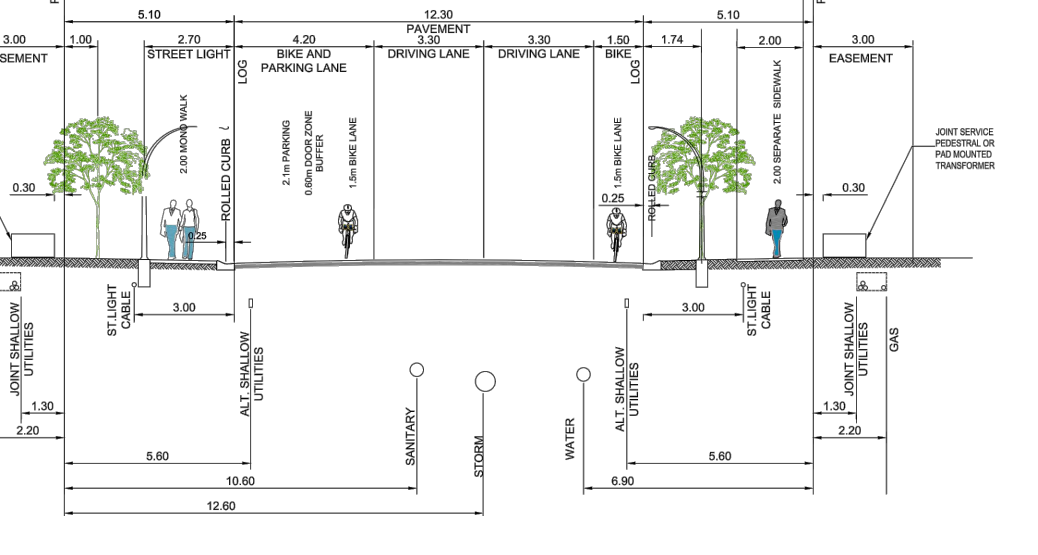 P
P
5.10
12.30
5.10
PAVEMENT
3.00
1.00
2.70
4.20
3.30
3.30
1.50
1.74
2.00
3.00
SEMENT
STREET LIGHT
BIKE AND
PARKING LANE
DRIVING LANE
DRIVING LANE
BIKE
EASEMENT
LOG
LOG
2.00 MONO WALK
ROLLED CURB
2.1m PARKING
0.60m DOOR ZONE
BUFFER
1.5m BIKE LANE
1.5m BIKE LANE
ROLLED CURB
2.00 SEPARATE SIDEWALK
JOINT SERVICE
PEDESTRAL OR
PAD MOUNTED
TRANSFORMER
0.30
0.25
0.25
0.30
ST.LIGHT
CABLE
3.00
3.00
ST.LIGHT
CABLE
JOINT SHALLOW
UTILITIES
ALT. SHALLOW
UTILITIES
SANITARY
STORM
WATER
ALT. SHALLOW
UTILITIES
JOINT SHALLOW
UTILITIES
GAS
1.30
1.30
2.20
2.20
5.60
5.60
10.60
6.90
12.60